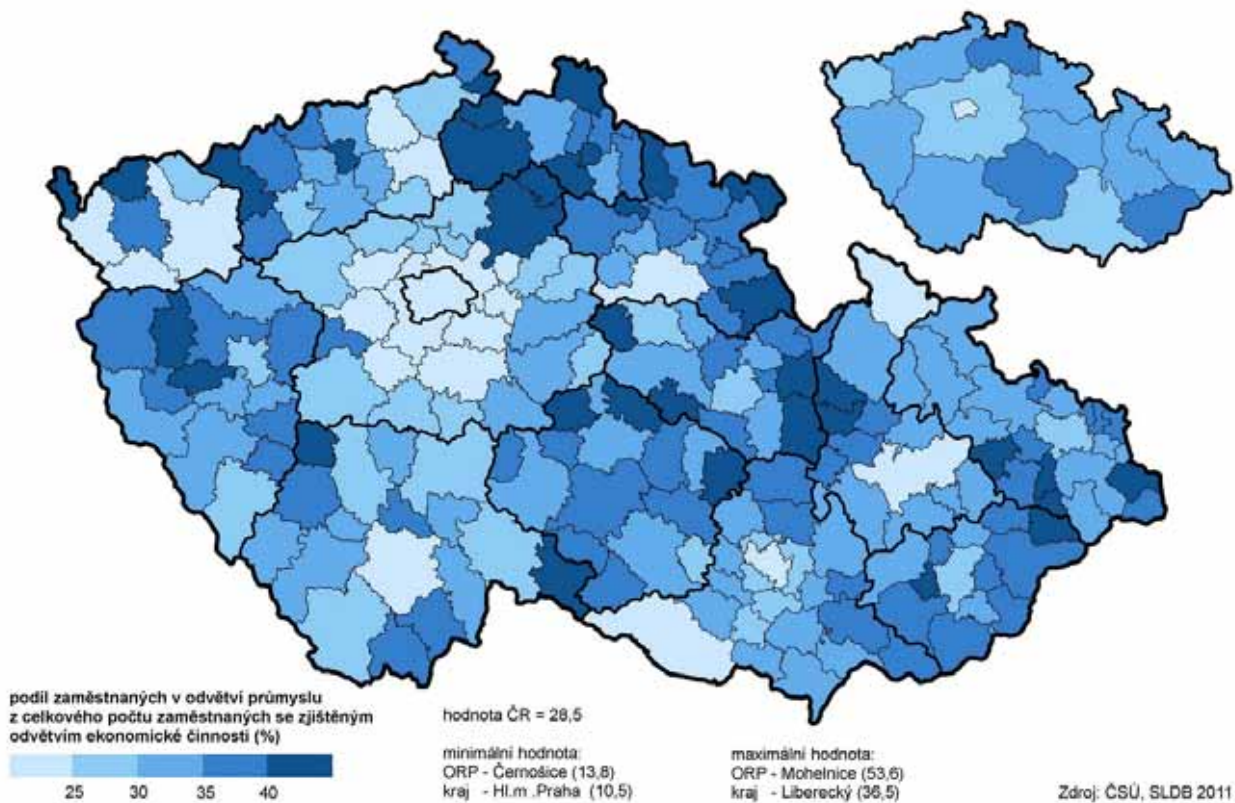 podíl zaměstnaných v odvětví průmyslu
z celkového počtu zaměstnaných se zjištěným
odvětvím ekonomické činnosti (%)
25 30 35 40
hodnota ČR = 28,5
minimální hodnota:
ORP - Černošice (13,8)
kraj - Hl.m .Praha (10,5)
maximální hodnota:
ORP - Mohelnice (53,6)
kraj - Liberecký (36,5)
Zdroj: ČSÚ, SLDB 2011